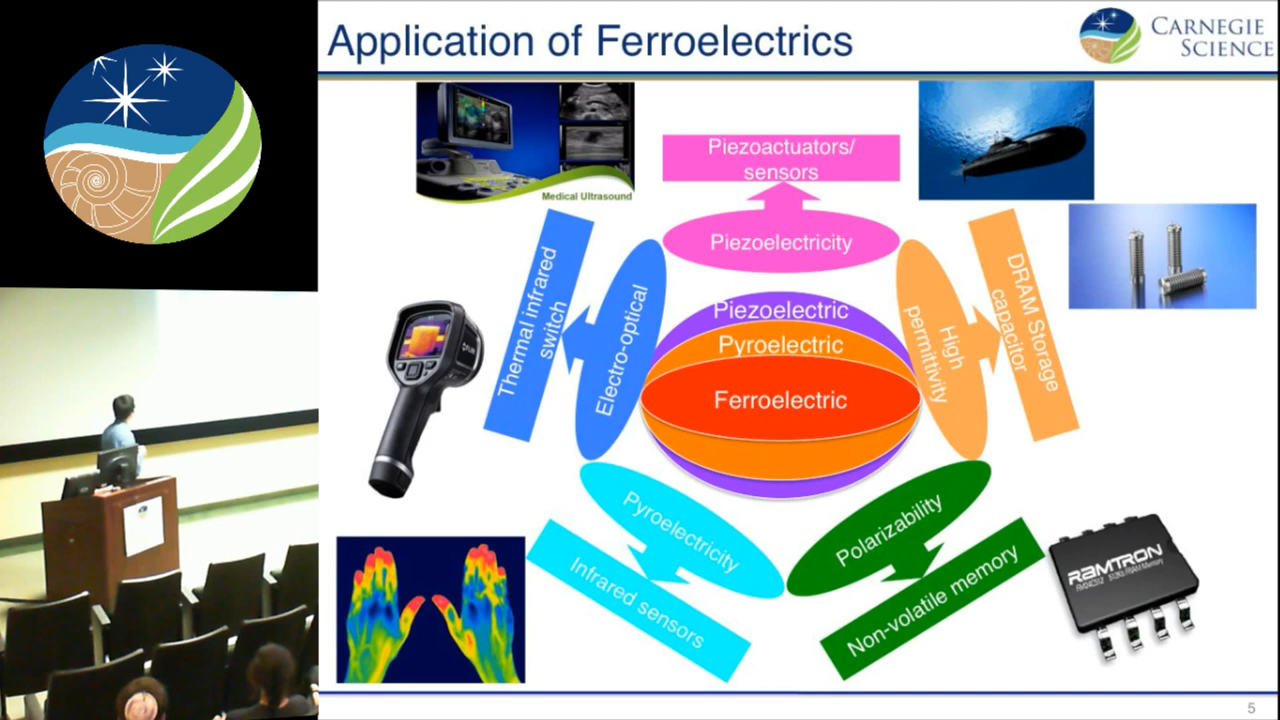 Application of Ferroelectrics
CARNEGIE
SCIENCE
Medical Ultrasound
Piezoactuators/
sensors
Piezoelectricity
Thermal infrared
switch
Electro-optical
Piezoelectric
Pyroelectric
Ferroelectric
High
permittivity
DRAM Storage
capacitor
Pyroelectricity
Infrared sensors
Polarizability
Non-volatile memory
RAMTRON
5